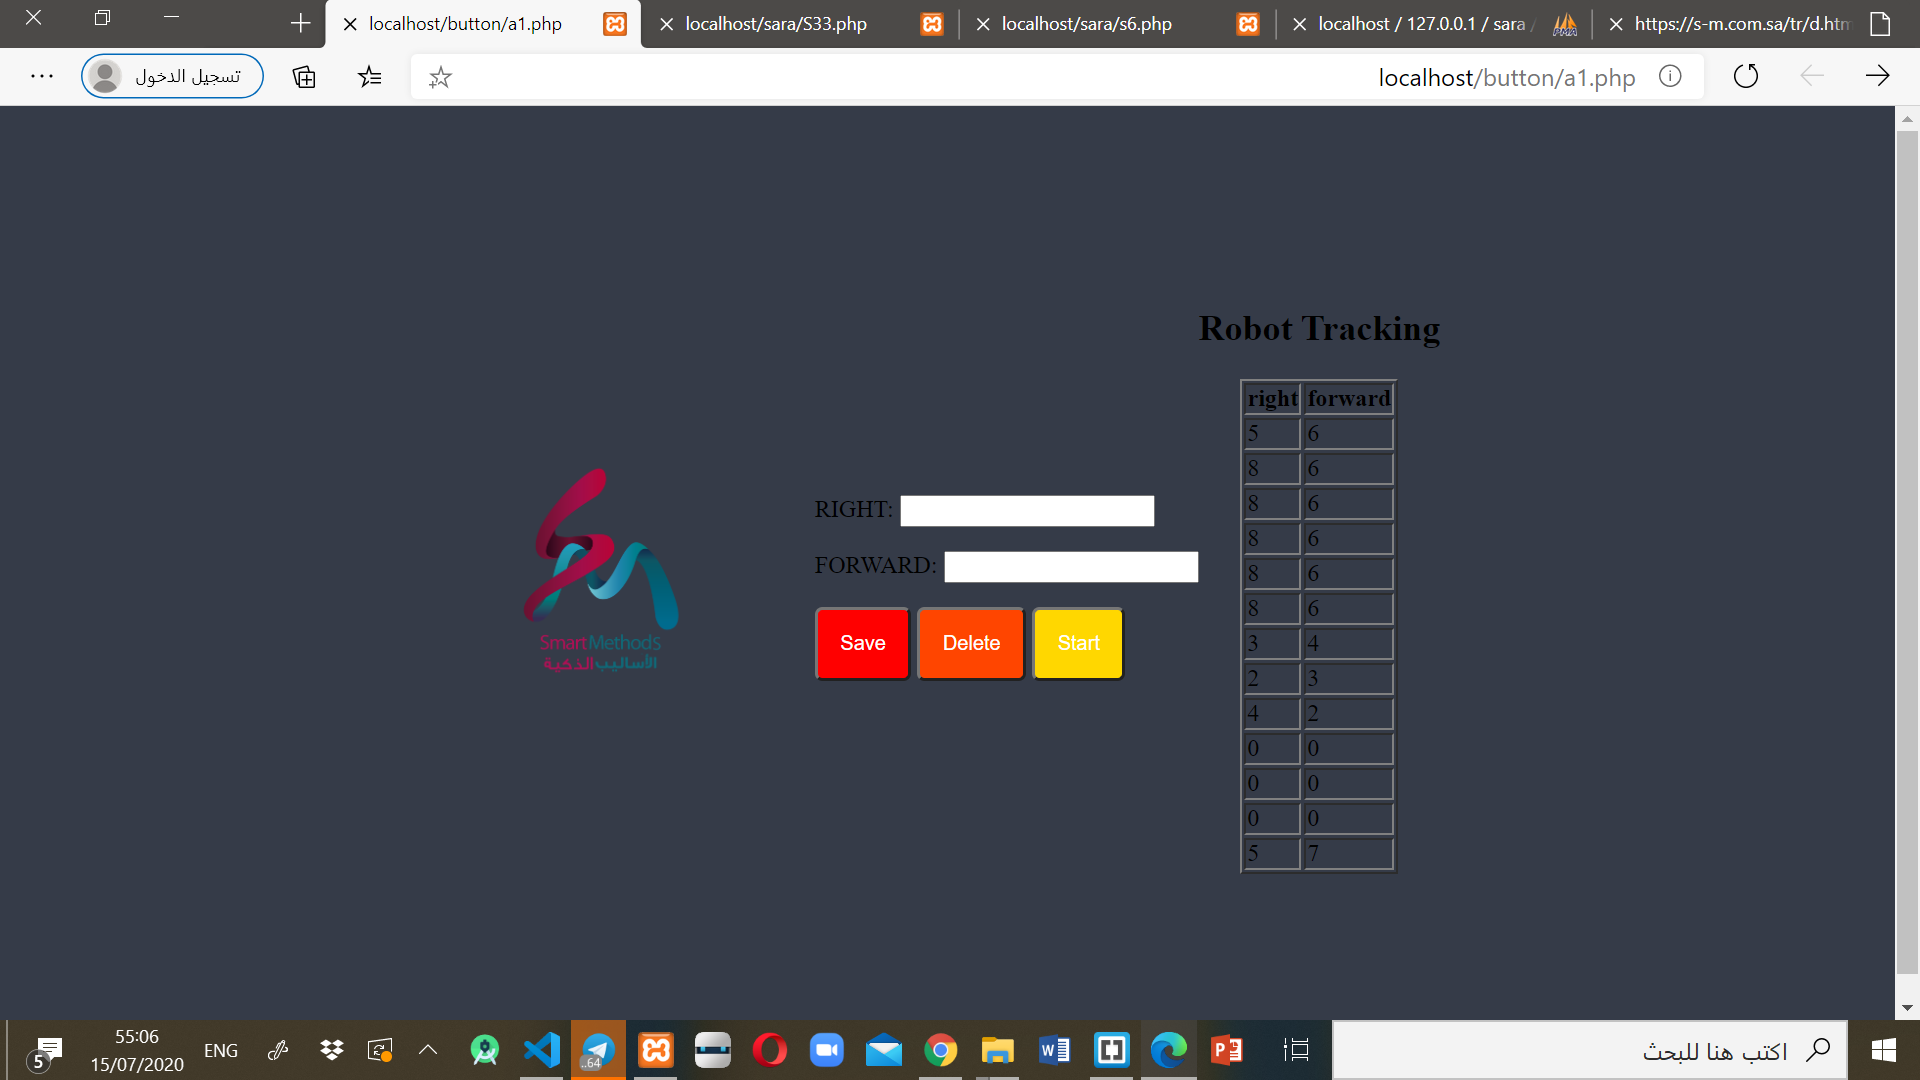 localhost/button/a1.php
localhost/sara/S33.php
localhost/sara/s6.php
localhost / 127.0.0.1 / sara /
https://s-m.com.sa/tr/d.htm
تسجيل الدخول
localhost/button/a1.php
Robot Tracking
right forward
5 6
8 6
8 6
8 6
8 6
8 6
3 4
2 3
4 2
0 0
0 0
0 0
5 7
RIGHT:
FORWARD:
Save Delete Start
SmartMethods
الأساليب الذكية
5
55:06
15/07/2020
ENG
..64
اكتب هنا للبحث